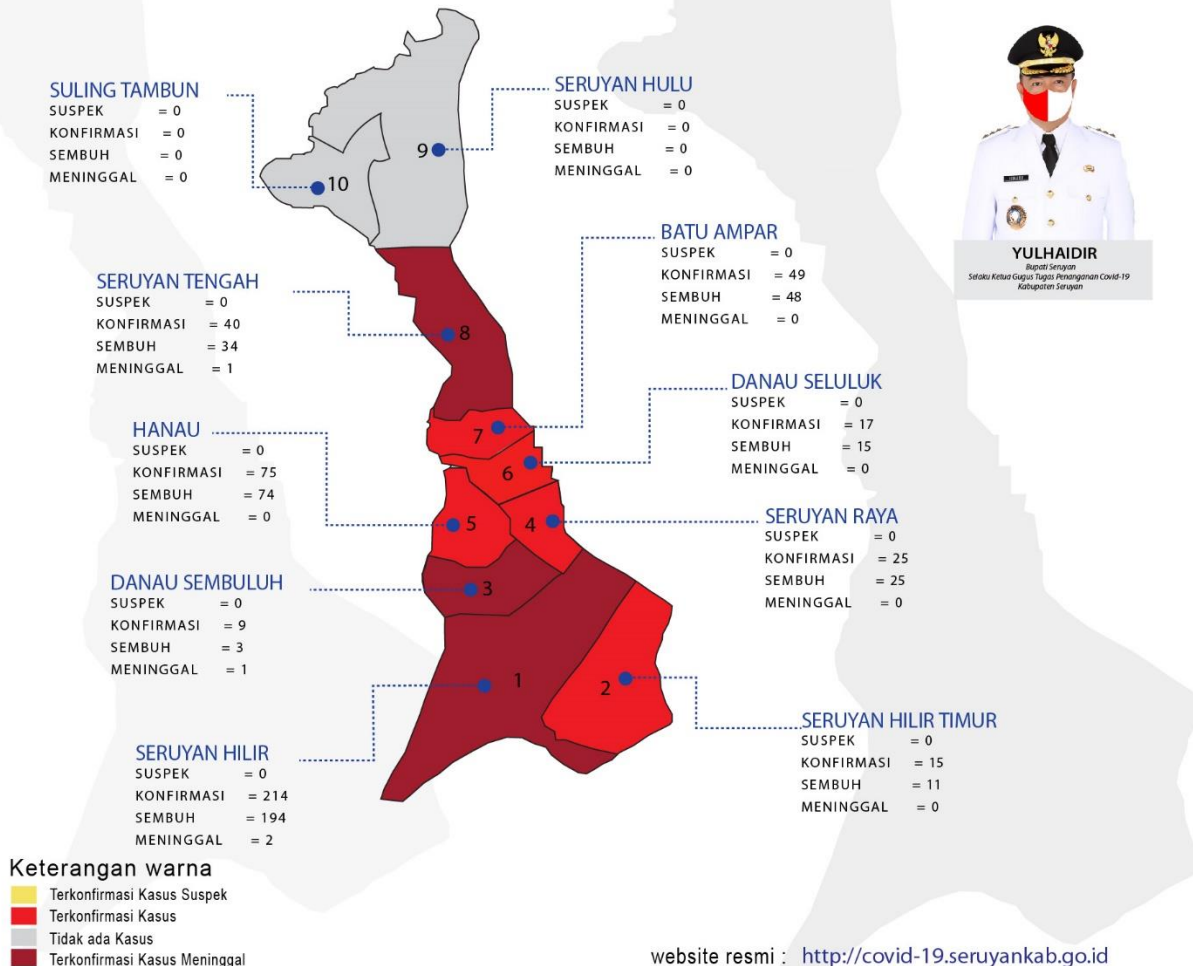 SULING TAMBUN
SUSPEK = 0
KONFIRMASI = 0
SEMBUH = 0
MENINGGAL = 0
SERUYAN HULU
SUSPEK = 0
KONFIRMASI = 0
SEMBUH = 0
MENINGGAL = 0
9
10
YULHAIDIR
Bupati Seruyan
Selaku Ketua Gugus Tugas Penanganan Covid-19
Kabupaten Seruyan
BATU AMPAR
SUSPEK = 0
KONFIRMASI = 49
SEMBUH = 48
MENINGGAL = 0
SERUYAN TENGAH
SUSPEK = 0
KONFIRMASI = 40
SEMBUH = 34
MENINGGAL = 1
8
DANAU SELULUK
SUSPEK = 0
KONFIRMASI = 17
SEMBUH = 15
MENINGGAL = 0
HANAU
SUSPEK = 0
KONFIRMASI = 75
SEMBUH = 74
MENINGGAL = 0
7
6
5
4
SERUYAN RAYA
SUSPEK = 0
KONFIRMASI = 25
SEMBUH = 25
MENINGGAL = 0
DANAU SEMBULUH
SUSPEK = 0
KONFIRMASI = 9
SEMBUH = 3
MENINGGAL = 1
3
1
2
SERUYAN HILIR TIMUR
SUSPEK = 0
KONFIRMASI = 15
SEMBUH = 11
MENINGGAL = 0
SERUYAN HILIR
SUSPEK = 0
KONFIRMASI = 214
SEMBUH = 194
MENINGGAL = 2
Keterangan warna
Terkonfirmasi Kasus Suspek
Terkonfirmasi Kasus
Tidak ada Kasus
Terkonfirmasi Kasus Meninggal
website resmi : http://covid-19.seruyankab.go.id